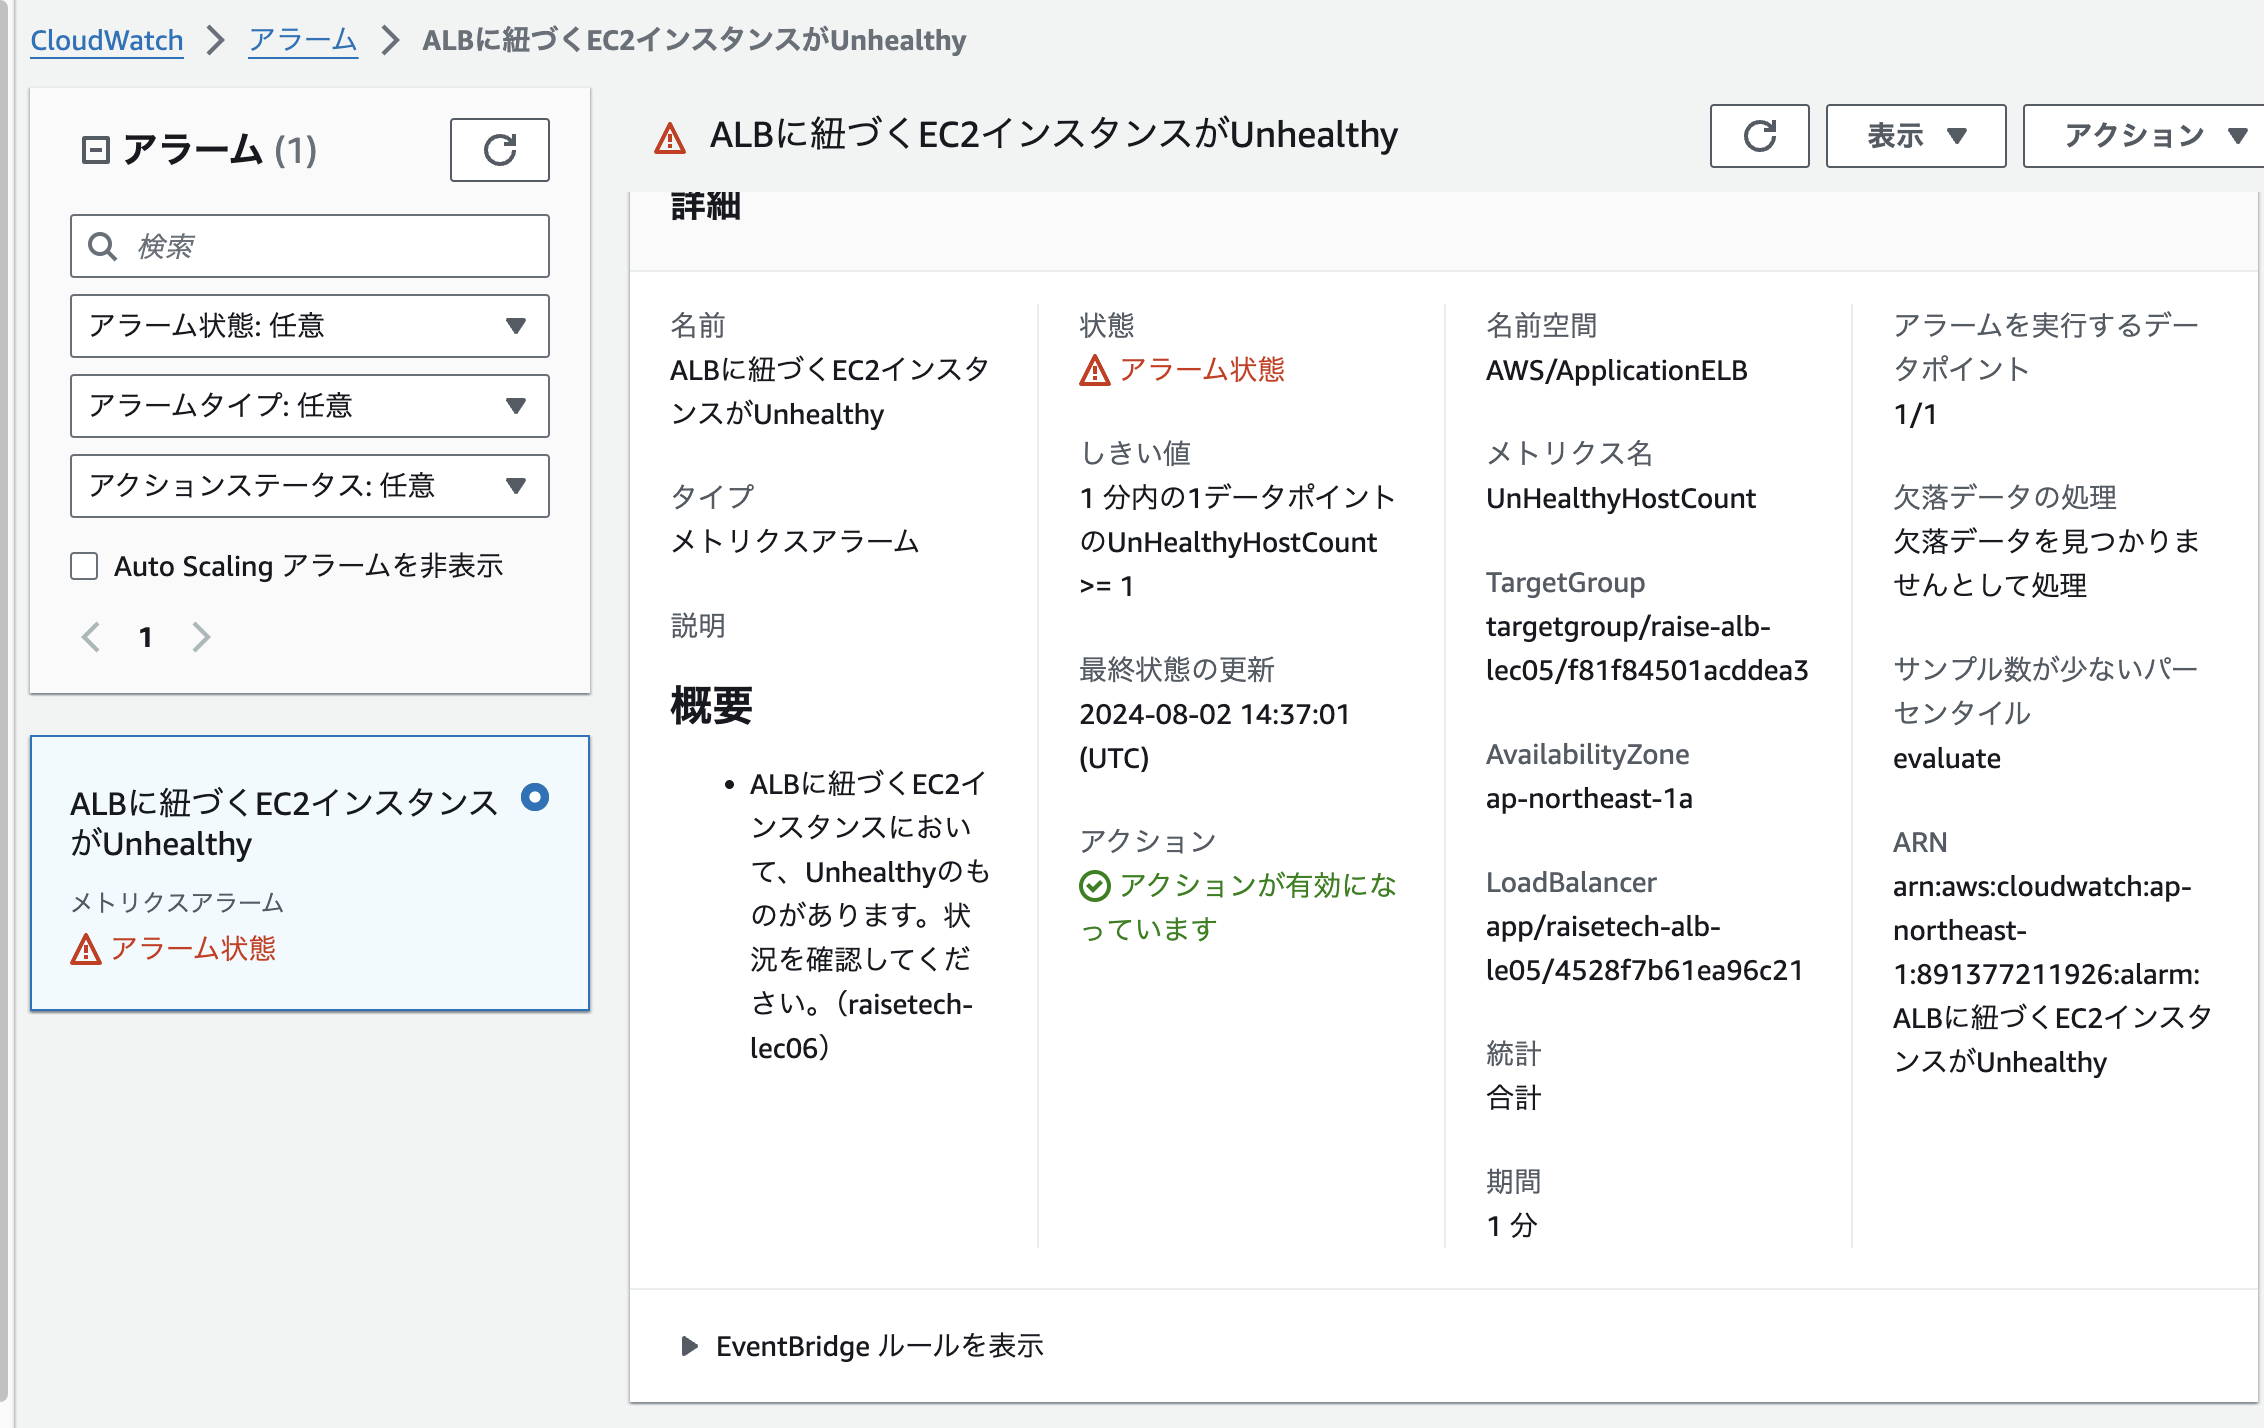 CloudWatch > アラーム > ALBに紐づくEC2インスタンスがUnhealthy
アラーム (1)
検索
アラーム状態: 任意
アラームタイプ: 任意
アクションステータス: 任意
Auto Scaling アラームを非表示
1
ALBに紐づくEC2インスタンス
がUnhealthy
メトリクスアラーム
アラーム状態
ALBに紐づくEC2インスタンスがUnhealthy
表示
アクション
詳細
名前
ALBに紐づくEC2インスタ
ンスがUnhealthy
タイプ
メトリクスアラーム
説明
概要
• ALBに紐づくEC2イ
ンスタンスにおい
て、Unhealthyのも
のがあります。状
況を確認してくだ
さい。（raisetech-
lec06）
状態
アラーム状態
しきい値
1 分内の1データポイント
のUnHealthyHostCount
>= 1
最終状態の更新
2024-08-02 14:37:01
(UTC)
アクション
アクションが有効にな
っています
名前空間
AWS/ApplicationELB
メトリクス名
UnHealthyHostCount
TargetGroup
targetgroup/raise-alb-
lec05/f81f84501acddea3
AvailabilityZone
ap-northeast-1a
LoadBalancer
app/raisetech-alb-
le05/4528f7b61ea96c21
統計
合計
期間
1 分
アラームを実行するデー
タポイント
1/1
欠落データの処理
欠落データを見つかりま
せんとして処理
サンプル数が少ないパー
センタイル
evaluate
ARN
arn:aws:cloudwatch:ap-
northeast-
1:891377211926:alarm:
ALBに紐づくEC2インスタ
ンスがUnhealthy
EventBridge ルールを表示